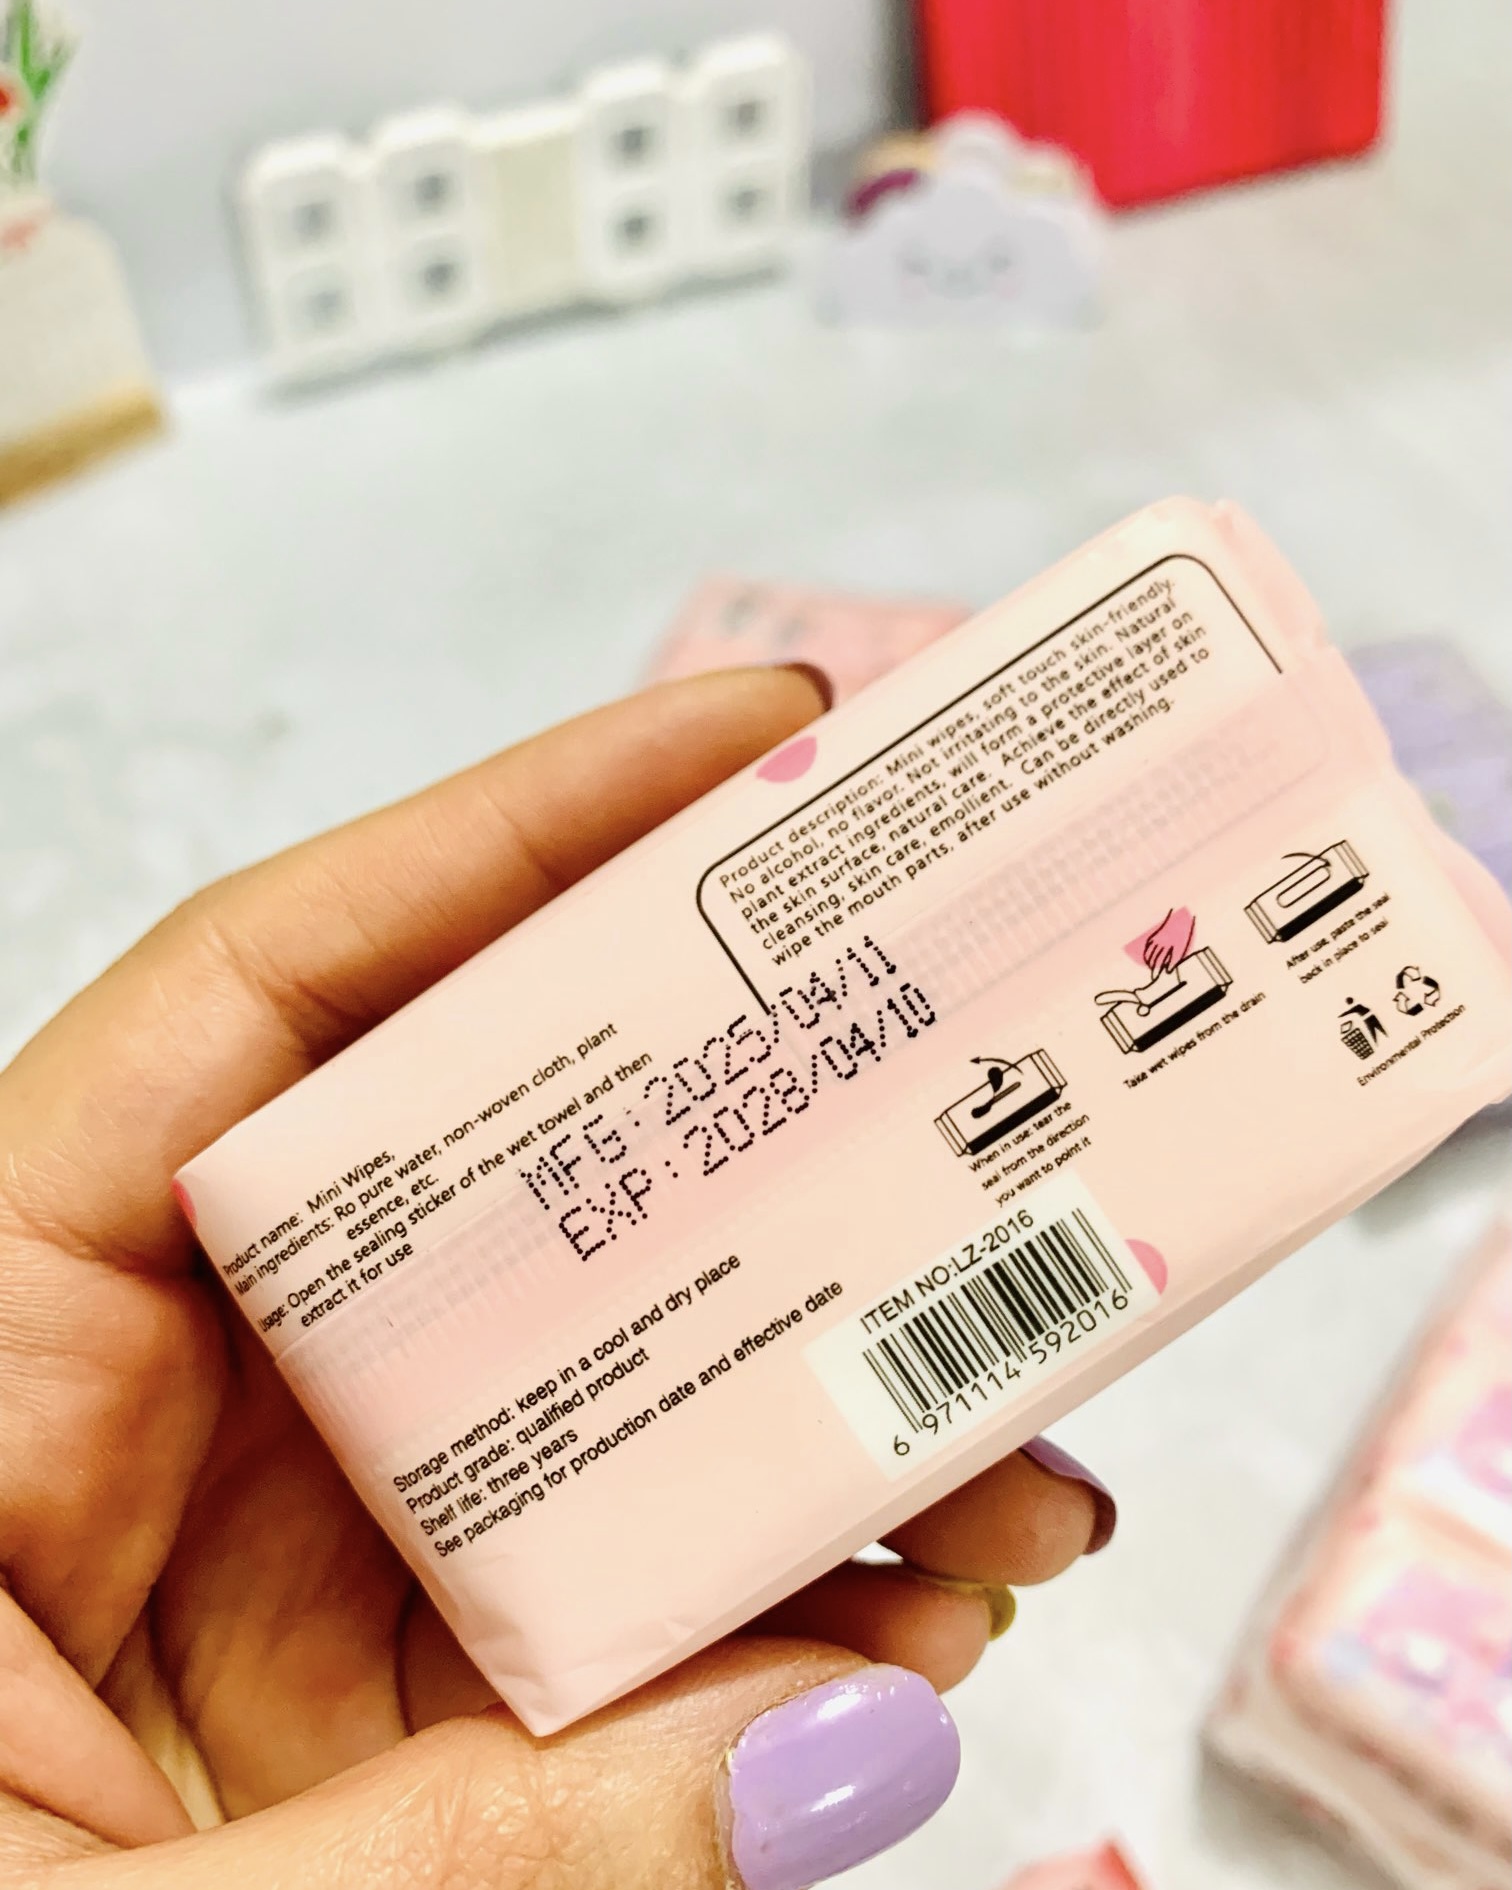 Product description: Mini wipes, soft touch skin-friendly.
No alcohol, no flavor. Not irritating to the skin. Natural
plant extract ingredients, will form a protective layer on
the skin surface, natural care. Achieve the effect of skin
cleansing, skin care, emollient. Can be directly used to
wipe the mouth parts, after use without washing.
Product name: Mini Wipes,
Main ingredients: Ro pure water, non-woven cloth, plant
essence, etc.
Usage: Open the sealing sticker of the wet towel and then
extract it for use
MFG: 2025/04/11
EXP: 2028/04/10
Storage method: keep in a cool and dry place
Product grade: qualified product
Shelf life: three years
See packaging for production date and effective date
When in use: tear the
seal from the direction
you want to point it
Take wet wipes from the drain
After use, paste the seal
back in place to seal
Environmental Protection
ITEM NO:LZ-2016
6 971114 592016